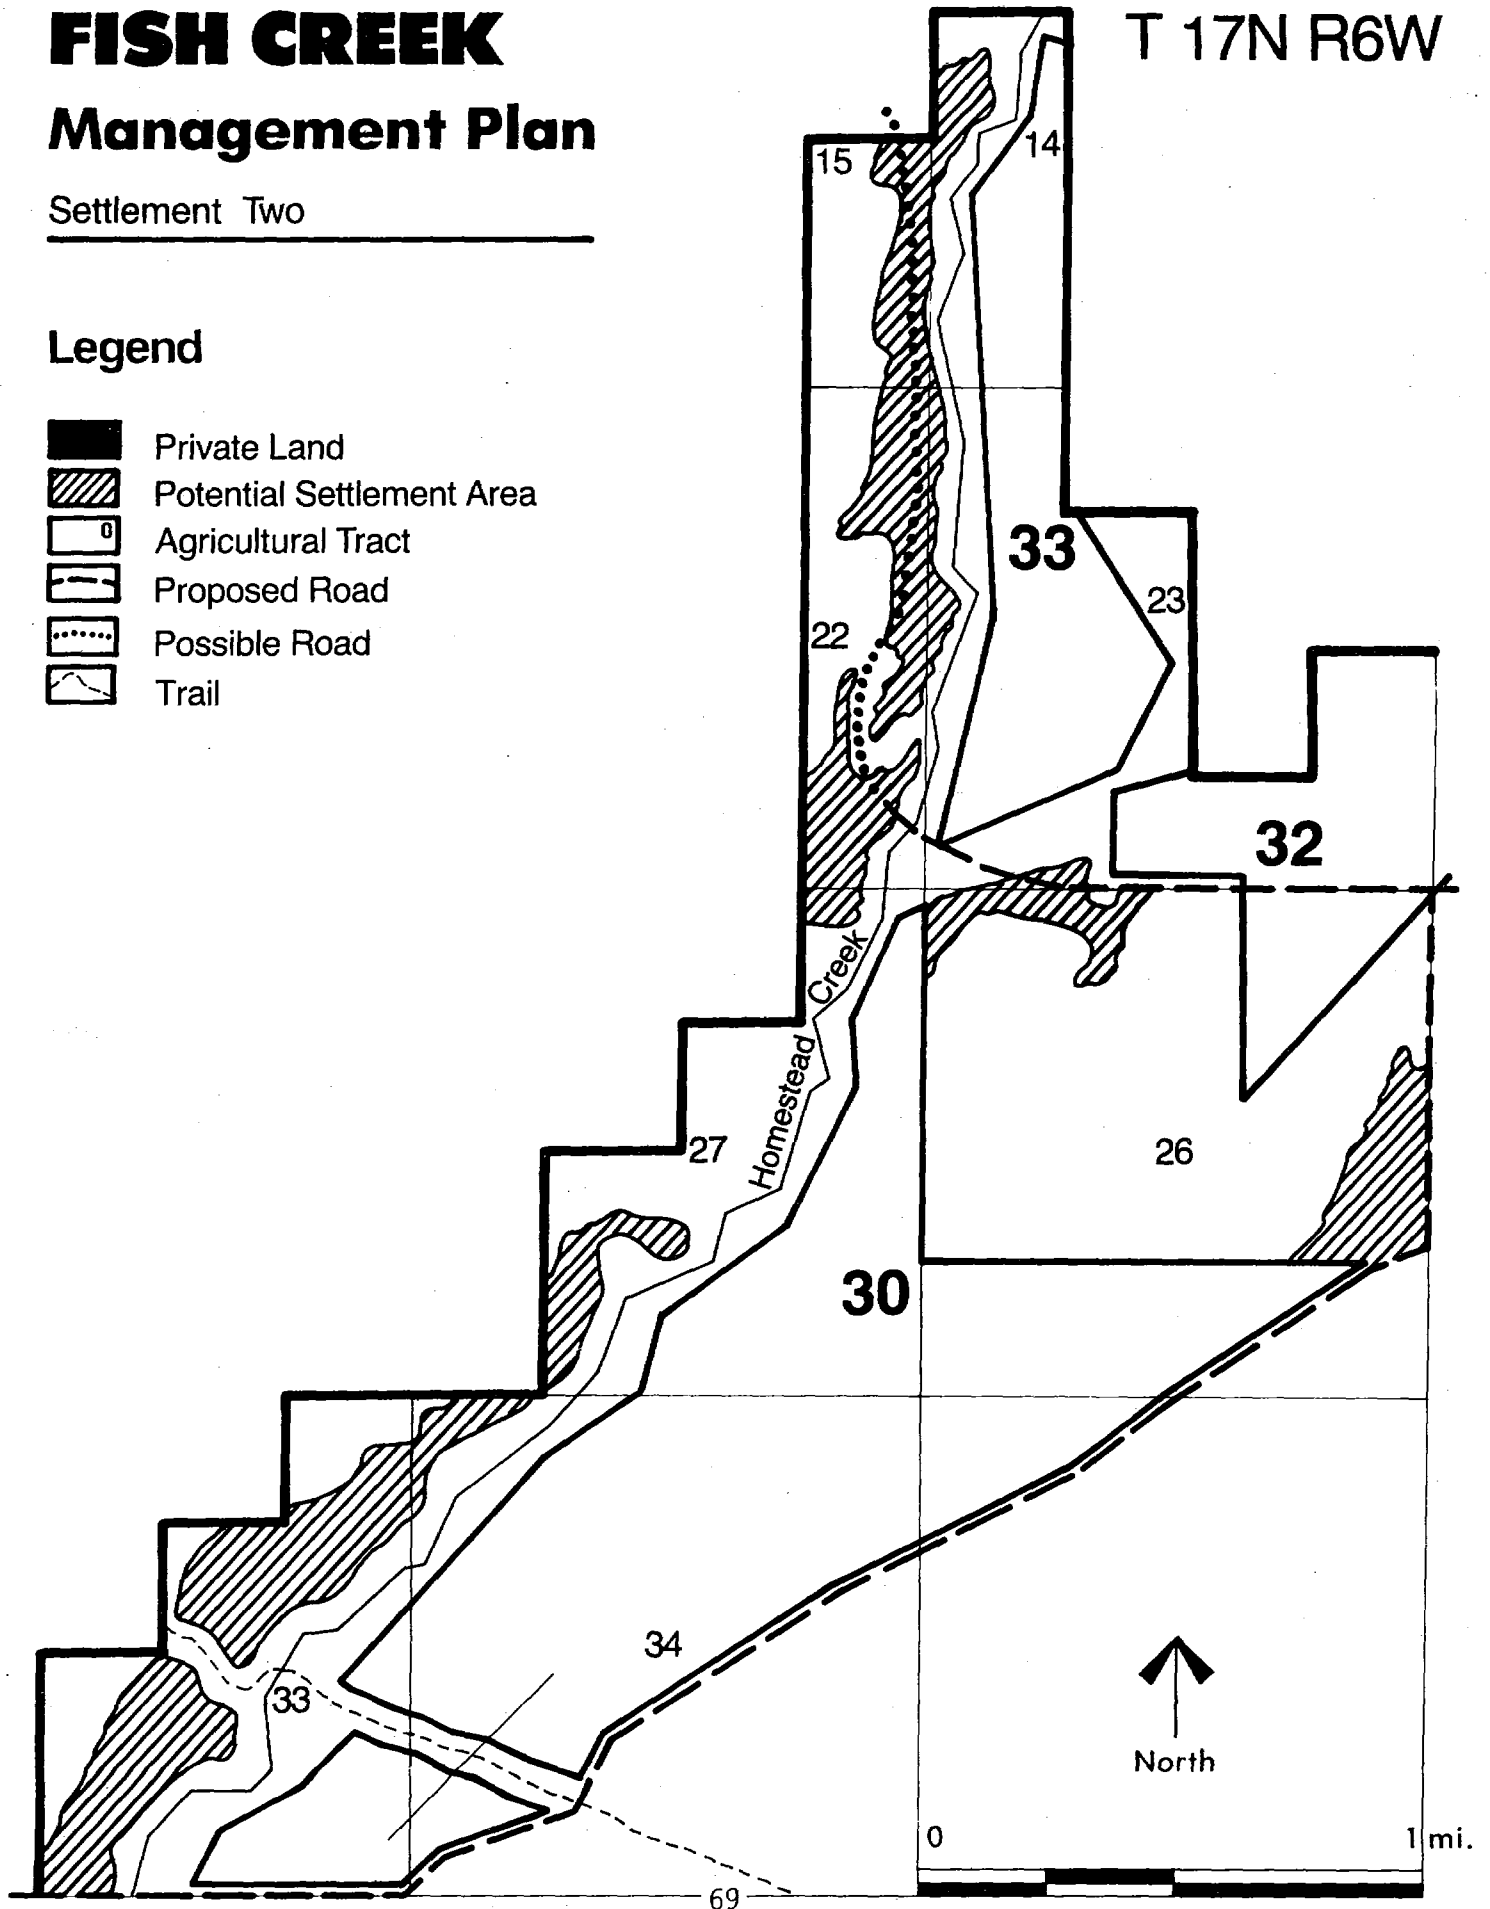 FISH CREEK
Management Plan
Settlement Two
T 17N R6W
Legend
Private Land
Potential Settlement Area
0 Agricultural Tract
Proposed Road
Possible Road
Trail
15
14
33
23
22
32
Homestead Creek
27
26
30
34
33
North
0 1 mi.
69